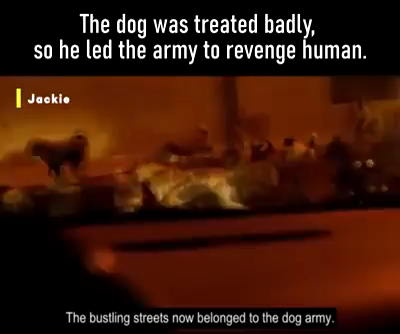 The dog was treated badly,
so he led the army to revenge human.
Jackie
The bustling streets now belonged to the dog army.